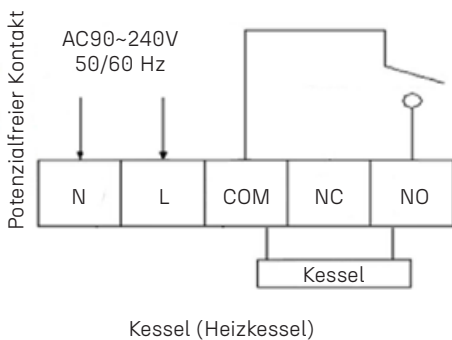 AC90~240V
50/60 Hz
Potenzialfreier Kontakt
N L COM NC NO
Kessel
Kessel (Heizkessel)